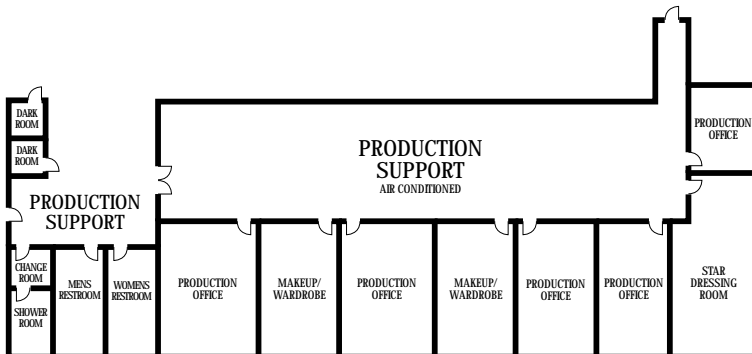 DARK
ROOM
DARK
ROOM
PRODUCTION
SUPPORT
PRODUCTION
SUPPORT
AIR CONDITIONED
PRODUCTION
OFFICE
CHANGE
ROOM
SHOWER
ROOM
MENS
RESTROOM
WOMENS
RESTROOM
PRODUCTION
OFFICE
MAKEUP/
WARDROBE
PRODUCTION
OFFICE
MAKEUP/
WARDROBE
PRODUCTION
OFFICE
PRODUCTION
OFFICE
STAR
DRESSING
ROOM